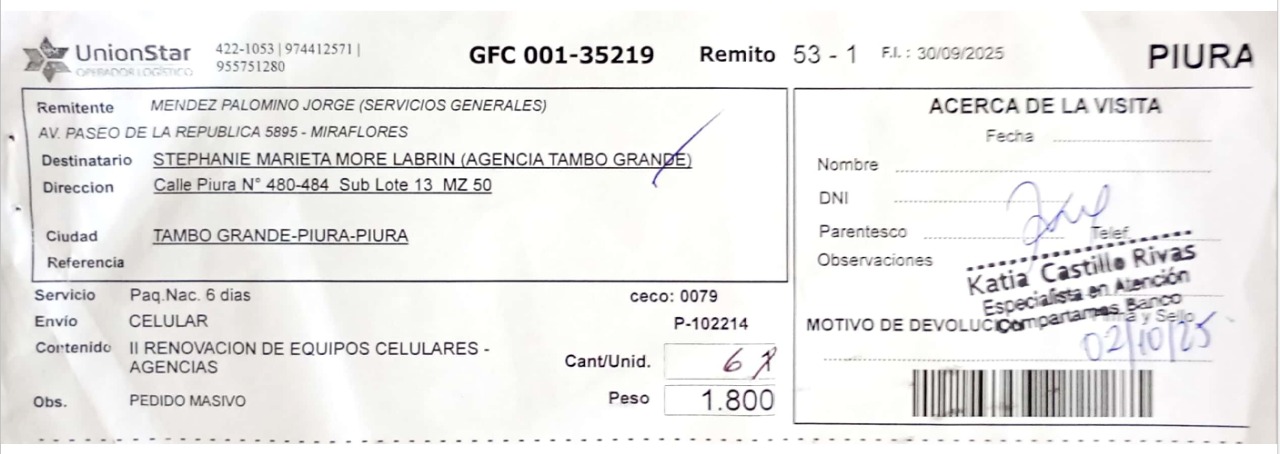 UnionStar
OPERADOR LOGÍSTICO
422-1053 | 974412571 |
955751280
GFC 001-35219
Remito 53 - 1
F.I. : 30/09/2025
PIURA
Remitente MENDEZ PALOMINO JORGE (SERVICIOS GENERALES)
AV. PASEO DE LA REPUBLICA 5895 - MIRAFLORES
Destinatario STEPHANIE MARIETA MORE LABRIN (AGENCIA TAMBO GRANDE)
Direccion Calle Piura N° 480-484 Sub Lote 13 MZ 50
Ciudad TAMBO GRANDE-PIURA-PIURA
Referencia
Servicio Paq.Nac. 6 dias
ceco: 0079
Envío CELULAR
P-102214
Contenido II RENOVACION DE EQUIPOS CELULARES -
AGENCIAS
Cant/Unid. 6
Obs. PEDIDO MASIVO
Peso 1.800
ACERCA DE LA VISITA
Fecha
Nombre
DNI
Parentesco Telef.
Observaciones
Katia Castillo Rivas
Especialista en Atención
Compartamos Banco
MOTIVO DE DEVOLUC y Sello
02/10/25